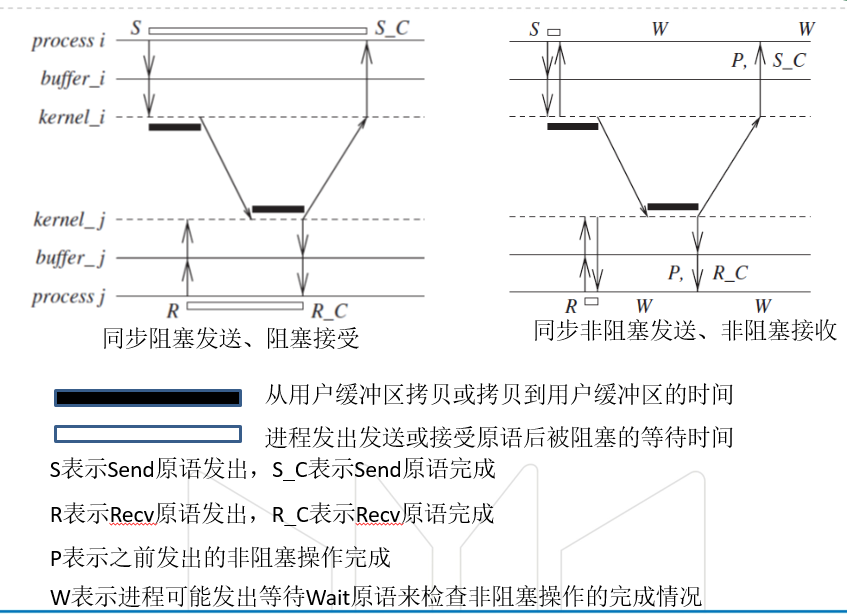 S S_C S W W
process i
P, S_C
buffer_i
kernel_i
kernel_j
buffer_j
P, R_C
process j
R R_C R W W
同步阻塞发送、阻塞接受
同步非阻塞发送、非阻塞接收
从用户缓冲区拷贝或拷贝到用户缓冲区的时间
进程发出发送或接受原语后被阻塞的等待时间
S表示Send原语发出，S_C表示Send原语完成
R表示Recv原语发出，R_C表示Recv原语完成
P表示之前发出的非阻塞操作完成
W表示进程可能发出等待Wait原语来检查非阻塞操作的完成情况